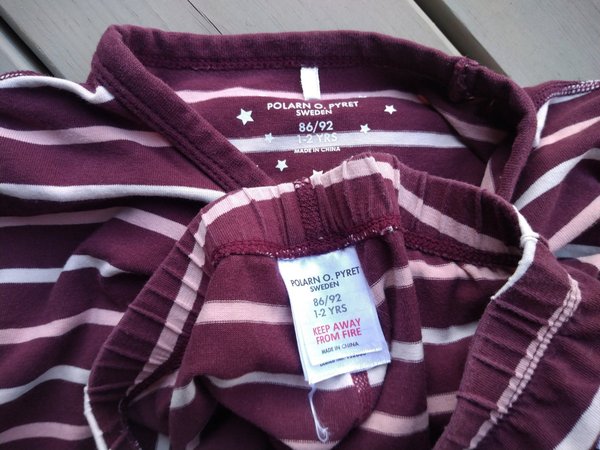 POLARN O. PYRET
SWEDEN
86/92
1-2 YRS
MADE IN CHINA
POLARN O. PYRET
SWEDEN
86/92
1-2 YRS
KEEP AWAY
FROM FIRE
MADE IN CHINA